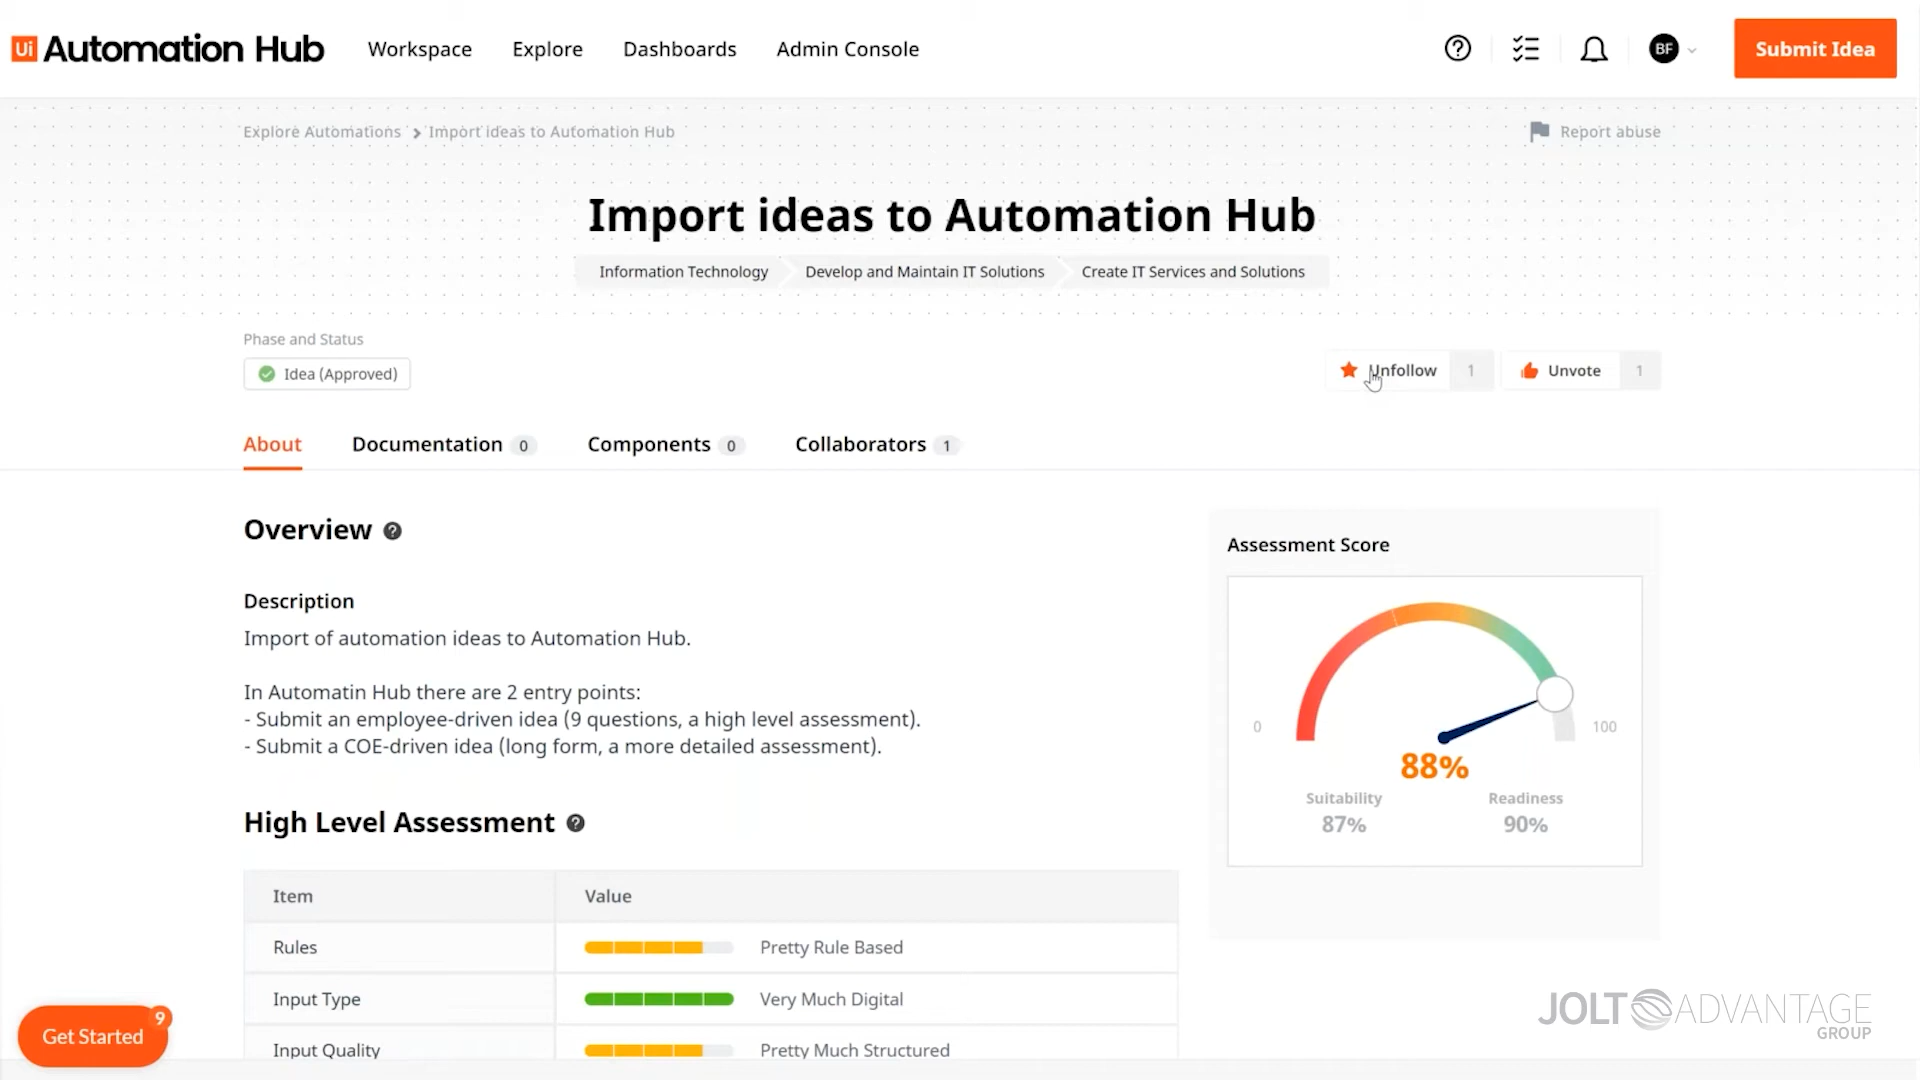 Ui Automation Hub Workspace Explore Dashboards Admin Console BF Submit Idea
Explore Automations Import ideas to Automation Hub Report abuse
Import ideas to Automation Hub
Information Technology Develop and Maintain IT Solutions Create IT Services and Solutions
Phase and Status
Idea (Approved) Unfollow 1 Unvote 1
About Documentation 0 Components 0 Collaborators 1
Overview
Assessment Score
Description
Import of automation ideas to Automation Hub.
In Automatin Hub there are 2 entry points:
- Submit an employee-driven idea (9 questions, a high level assessment).
- Submit a COE-driven idea (long form, a more detailed assessment).
0 100
88%
Suitability Readiness
87% 90%
High Level Assessment
Item Value
Rules Pretty Rule Based
Input Type Very Much Digital
Input Quality Pretty Much Structured
Get Started 9
JOLT ADVANTAGE
GROUP